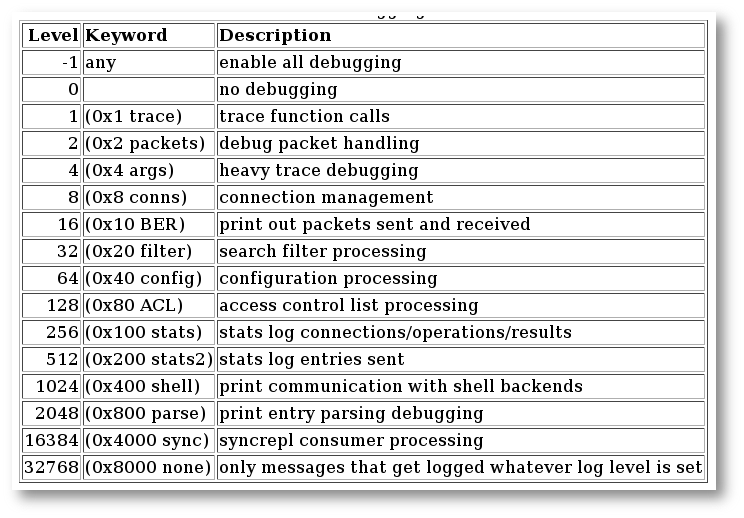 Level Keyword Description
-1 any enable all debugging
0 no debugging
1 (0x1 trace) trace function calls
2 (0x2 packets) debug packet handling
4 (0x4 args) heavy trace debugging
8 (0x8 conns) connection management
16 (0x10 BER) print out packets sent and received
32 (0x20 filter) search filter processing
64 (0x40 config) configuration processing
128 (0x80 ACL) access control list processing
256 (0x100 stats) stats log connections/operations/results
512 (0x200 stats2) stats log entries sent
1024 (0x400 shell) print communication with shell backends
2048 (0x800 parse) print entry parsing debugging
16384 (0x4000 sync) syncrepl consumer processing
32768 (0x8000 none) only messages that get logged whatever log level is set